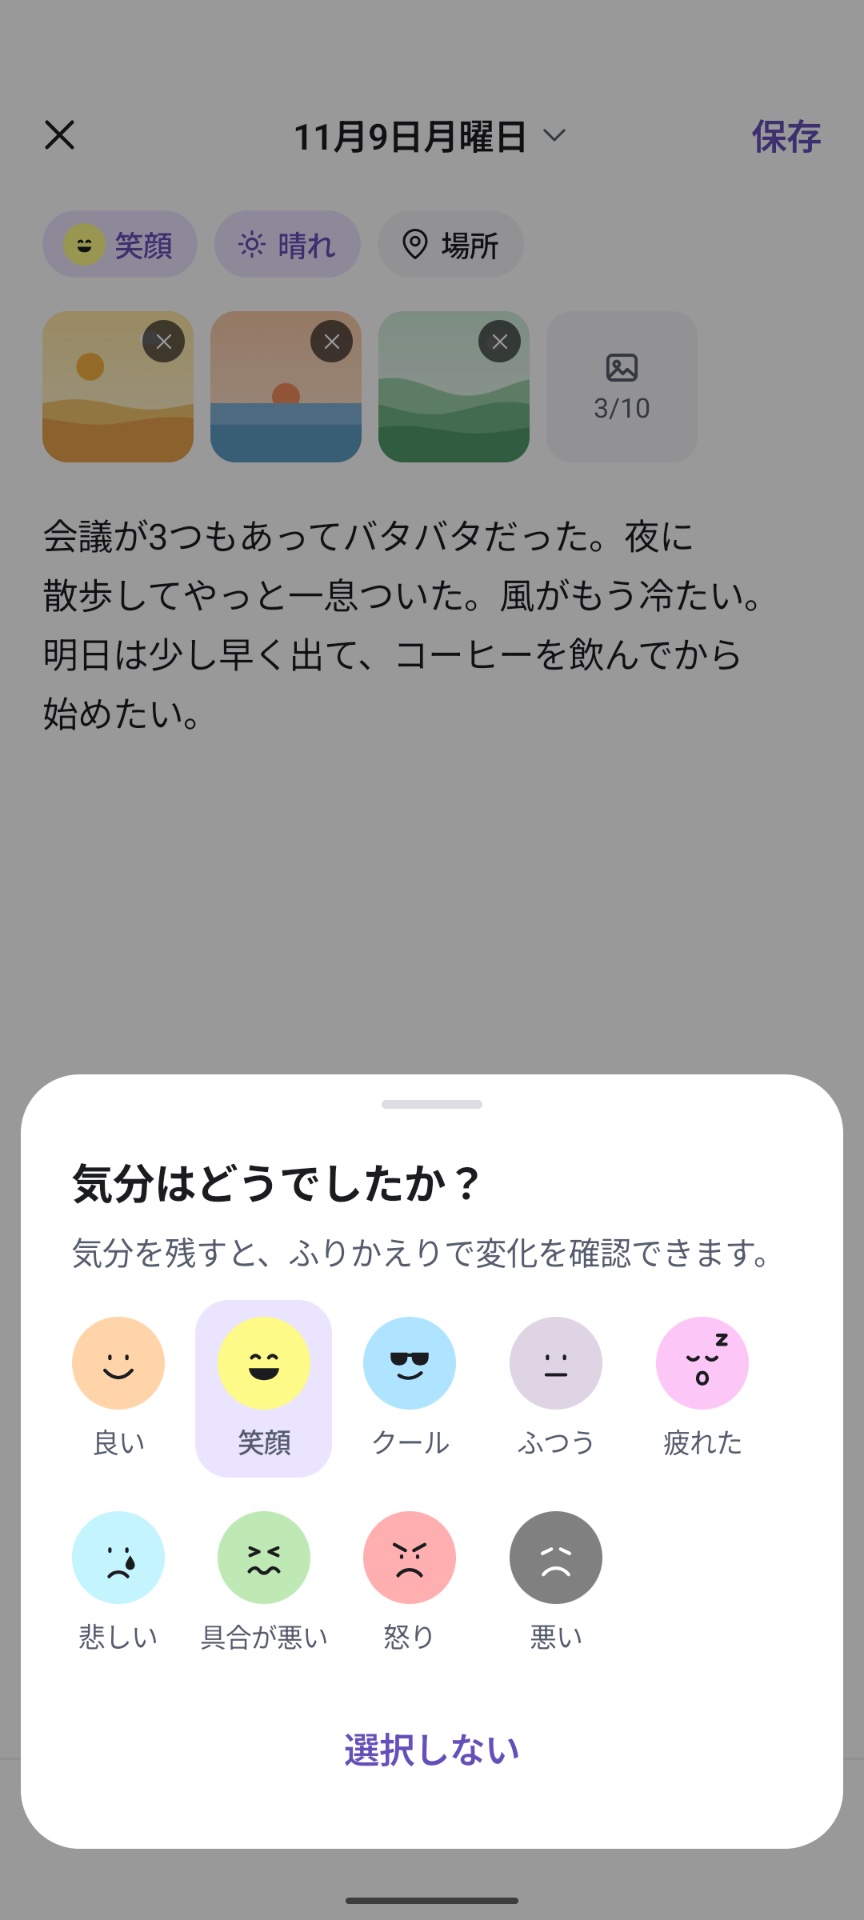 11月9日月曜日
保存
笑顔
晴れ
場所
3/10
会議が3つもあってバタバタだった。夜に
散歩してやっと一息ついた。風がもう冷たい。
明日は少し早く出て、コーヒーを飲んでから
始めたい。
気分はどうでしたか？
気分を残すと、ふりかえりで変化を確認できます。
良い
笑顔
クール
ふつう
疲れた
悲しい
具合が悪い
怒り
悪い
選択しない